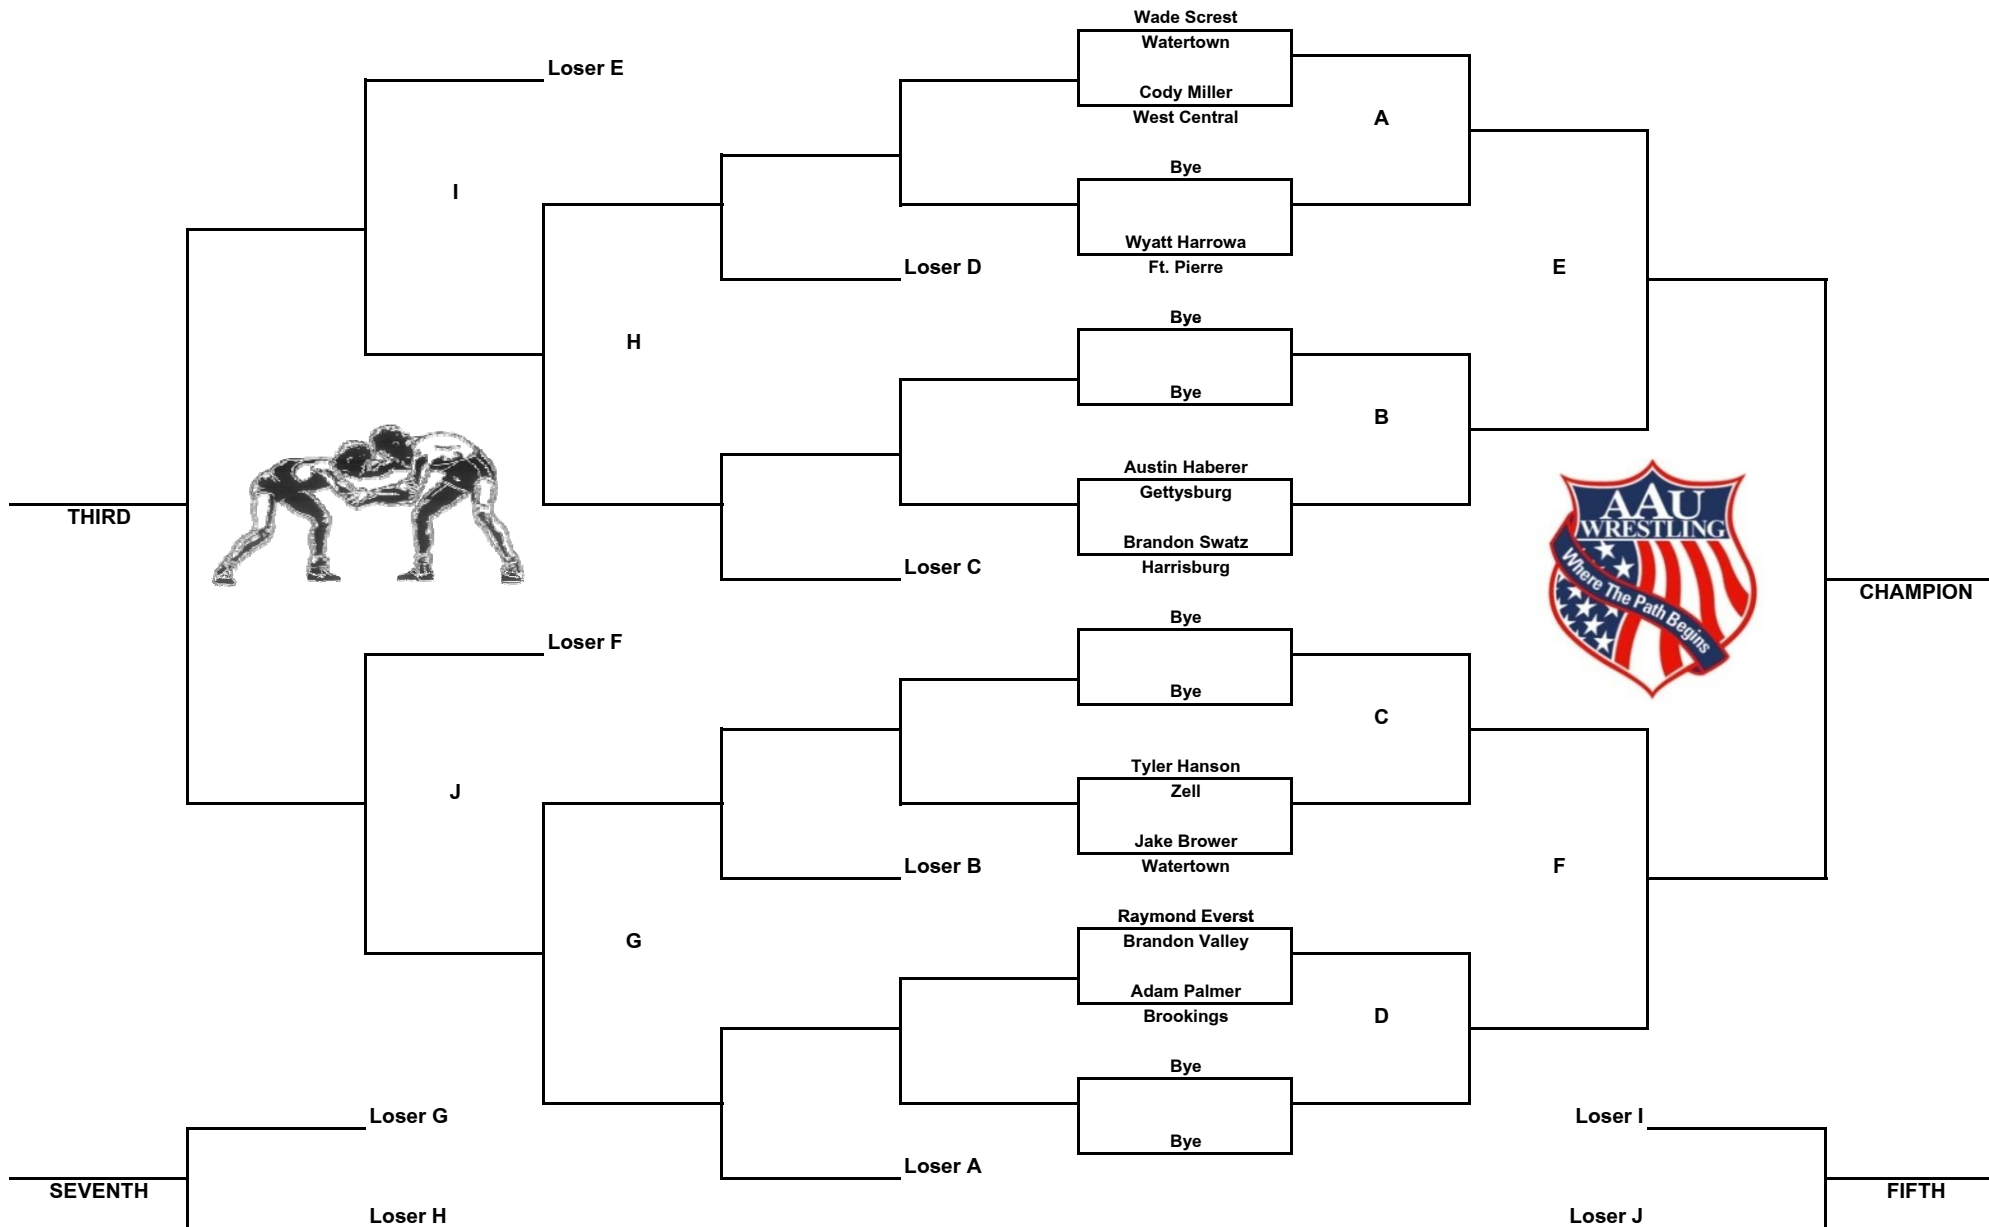 Wade Screst
Watertown
Loser E
Cody Miller
West Central
A
Bye
I
Wyatt Harrowa
Loser D
Ft. Pierre
E
Bye
H
Bye
B
Austin Haberer
Gettysburg
AAU
WRESTLING
THIRD
Brandon Swatz
Loser C
Harrisburg
Where The Path Begins
CHAMPION
Bye
Loser F
Bye
C
Tyler Hanson
Zell
J
Jake Brower
Loser B
Watertown
F
Raymond Everst
Brandon Valley
G
Adam Palmer
Brookings
D
Bye
Loser G
Loser I
Bye
Loser A
SEVENTH
FIFTH
Loser H
Loser J